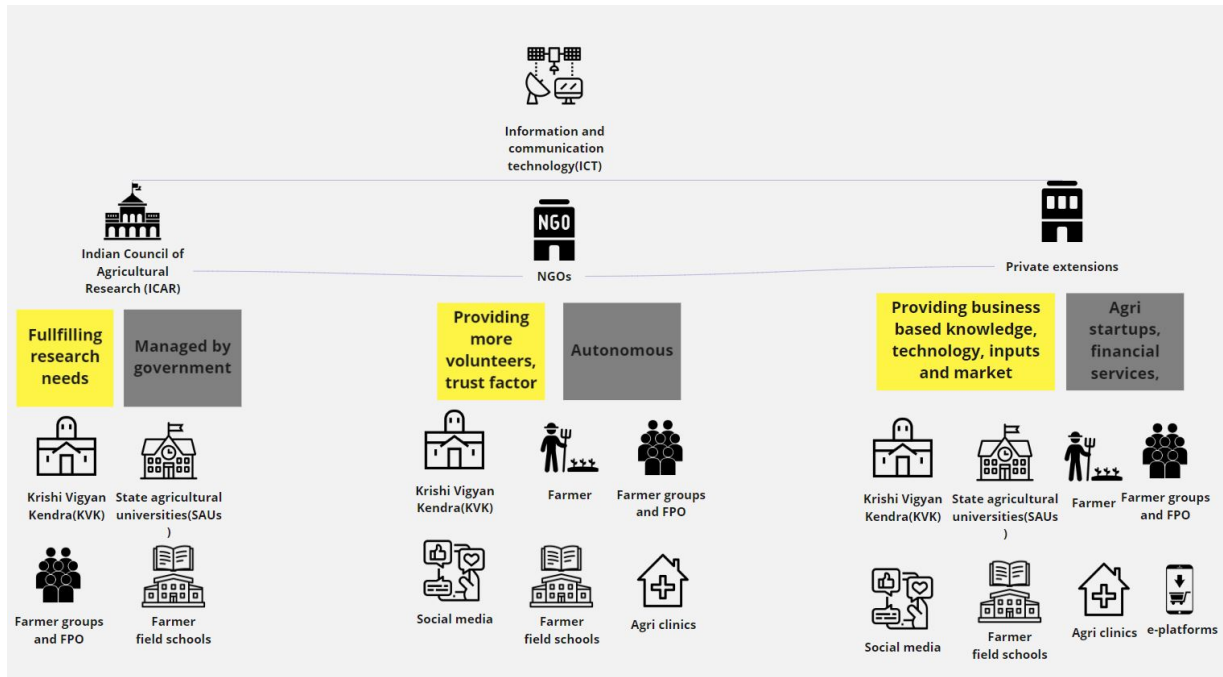 Information and
communication
technology(ICT)
NGO
Indian Council of
Agricultural
Research (ICAR)
NGOs
Private extensions
Fullfilling
research
needs
Managed by
government
Providing
more
volunteers,
trust factor
Autonomous
Providing business
based knowledge,
technology, inputs
and market
Agri
startups,
financial
services,
Krishi Vigyan
Kendra(KVK)
State agricultural
universities(SAUs
)
Farmer groups
and FPO
Farmer
field schools
Krishi Vigyan
Kendra(KVK)
Farmer
Farmer groups
and FPO
Social media
Farmer
field schools
Agri clinics
Krishi Vigyan
Kendra(KVK)
State agricultural
universities(SAUs
)
Farmer
Farmer groups
and FPO
Social media
Farmer
field schools
Agri clinics
e-platforms